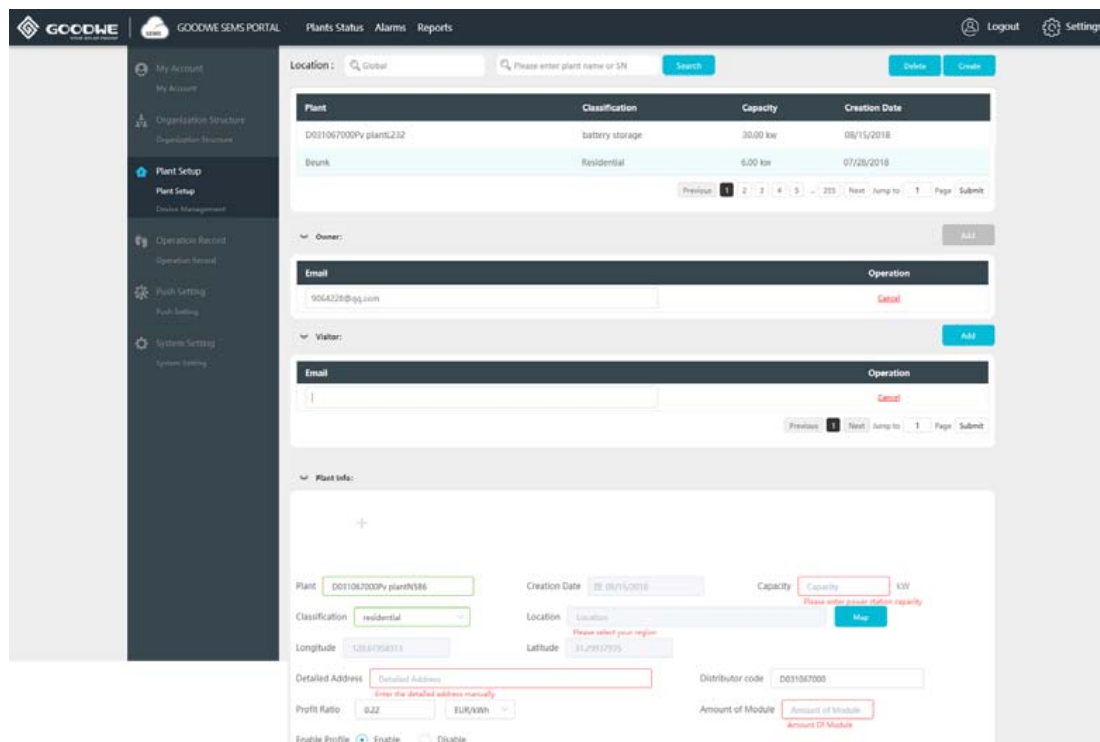 GOODWE
YOUR SOLAR ENGINE
SEMS
GOODWE SEMS PORTAL Plants Status Alarms Reports Logout Settings
My Account
My Account
Organization Structure
Organization Structure
Plant Setup
Plant Setup
Device Management
Operation Record
Operation Record
Push Setting
Push Setting
System Setting
System Setting
Location : Global Please enter plant name or SN Search Delete Create
Plant Classification Capacity Creation Date
D031067000Pv plantL232 battery storage 30.00 kw 08/15/2018
Beunk Residential 6.00 kw 07/28/2018
Previous 1 2 3 4 5 ... Next Jump to 1 Page Submit
Owner: Add
Email Operation
9064228@qq.com Cancel
Visitor: Add
Email Operation
Cancel
Previous 1 Next Jump to 1 Page Submit
Plant Info:
Plant D031067000Pv plantN586 Creation Date 08/15/2018 Capacity Capacity KW
Please enter power station capacity
Classification residential Location Location Map
Please select your region
Longitude Latitude
Detailed Address Detailed Address Distributor code D031067000
Enter the detailed address manually
Profit Ratio 0.22 EUR/kWh Amount of Module Amount of Module
Amount Of Module
Enable Profile Enable Disable